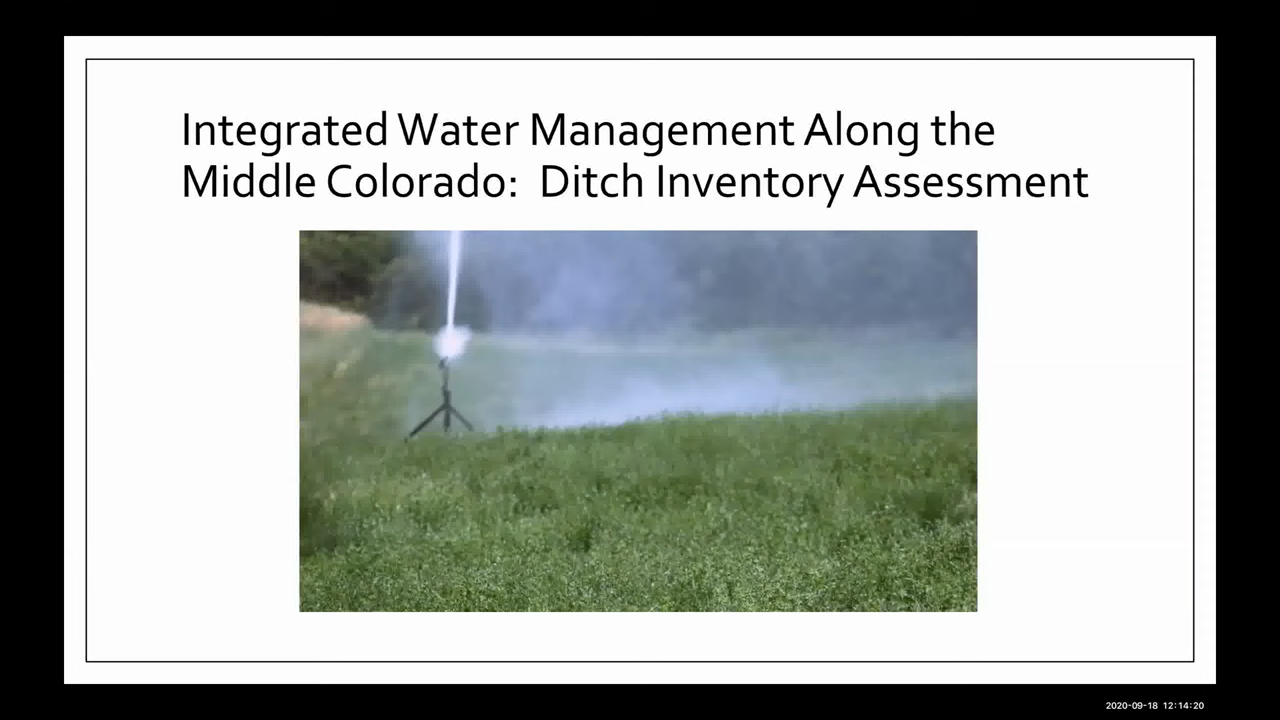 Integrated Water Management Along the
Middle Colorado:  Ditch Inventory Assessment
2020-09-18 12:14:20